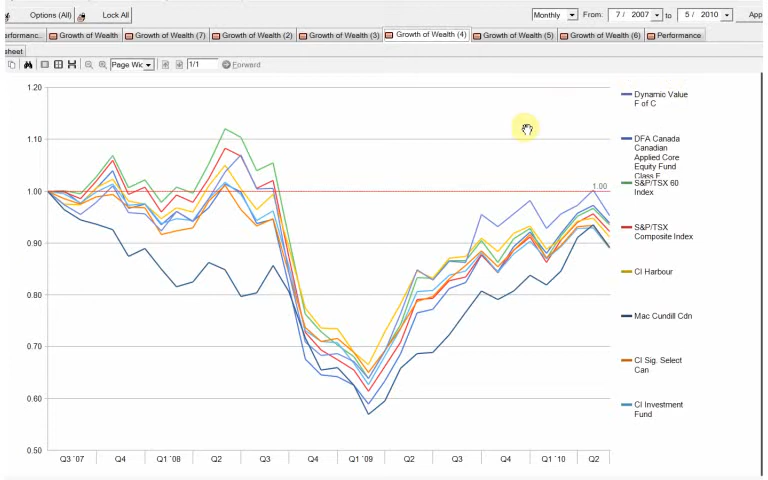 Options (All)
Lock All
Monthly
From:
7 / 2007
to
5 / 2010
App
erformanc..
Growth of Wealth
Growth of Wealth (7)
Growth of Wealth (2)
Growth of Wealth (3)
Growth of Wealth (4)
Growth of Wealth (5)
Growth of Wealth (6)
Performance
sheet
Page Wic
1/1
Forward
1.20
1.10
1.00
0.90
0.80
0.70
0.60
0.50
1.00
Q3 '07
Q4
Q1 '08
Q2
Q3
Q4
Q1 '09
Q2
Q3
Q4
Q1 '10
Q2
Dynamic Value
F of C
DFA Canada
Canadian
Applied Core
Equity Fund
Class F
S&P/TSX 60
Index
S&P/TSX
Composite Index
CI Harbour
Mac Cundill Cdn
CI Sig. Select
Can
CI Investment
Fund